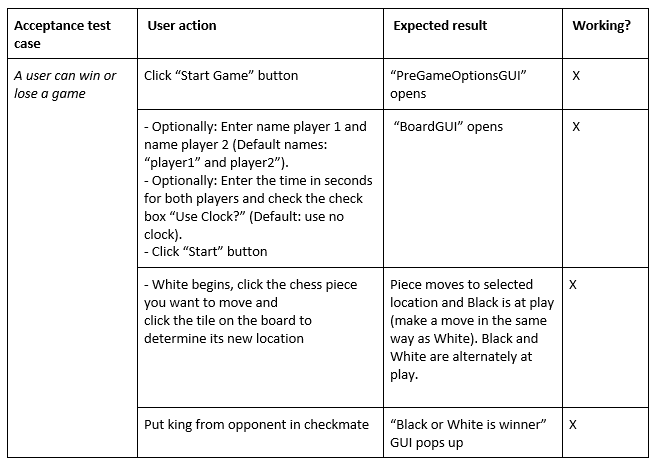 Acceptance test case
User action
Expected result
Working?
A user can win or
lose a game
Click “Start Game” button
“PreGameOptionsGUI”
opens
X
- Optionally: Enter name player 1 and
name player 2 (Default names:
“player1” and player2”).
- Optionally: Enter the time in seconds
for both players and check the check
box “Use Clock?” (Default: use no
clock).
- Click “Start” button
“BoardGUI” opens
X
- White begins, click the chess piece
you want to move and
click the tile on the board to
determine its new location
Piece moves to selected
location and Black is at play
(make a move in the same
way as White). Black and
White are alternately at
play.
X
Put king from opponent in checkmate
“Black or White is winner”
GUI pops up
X